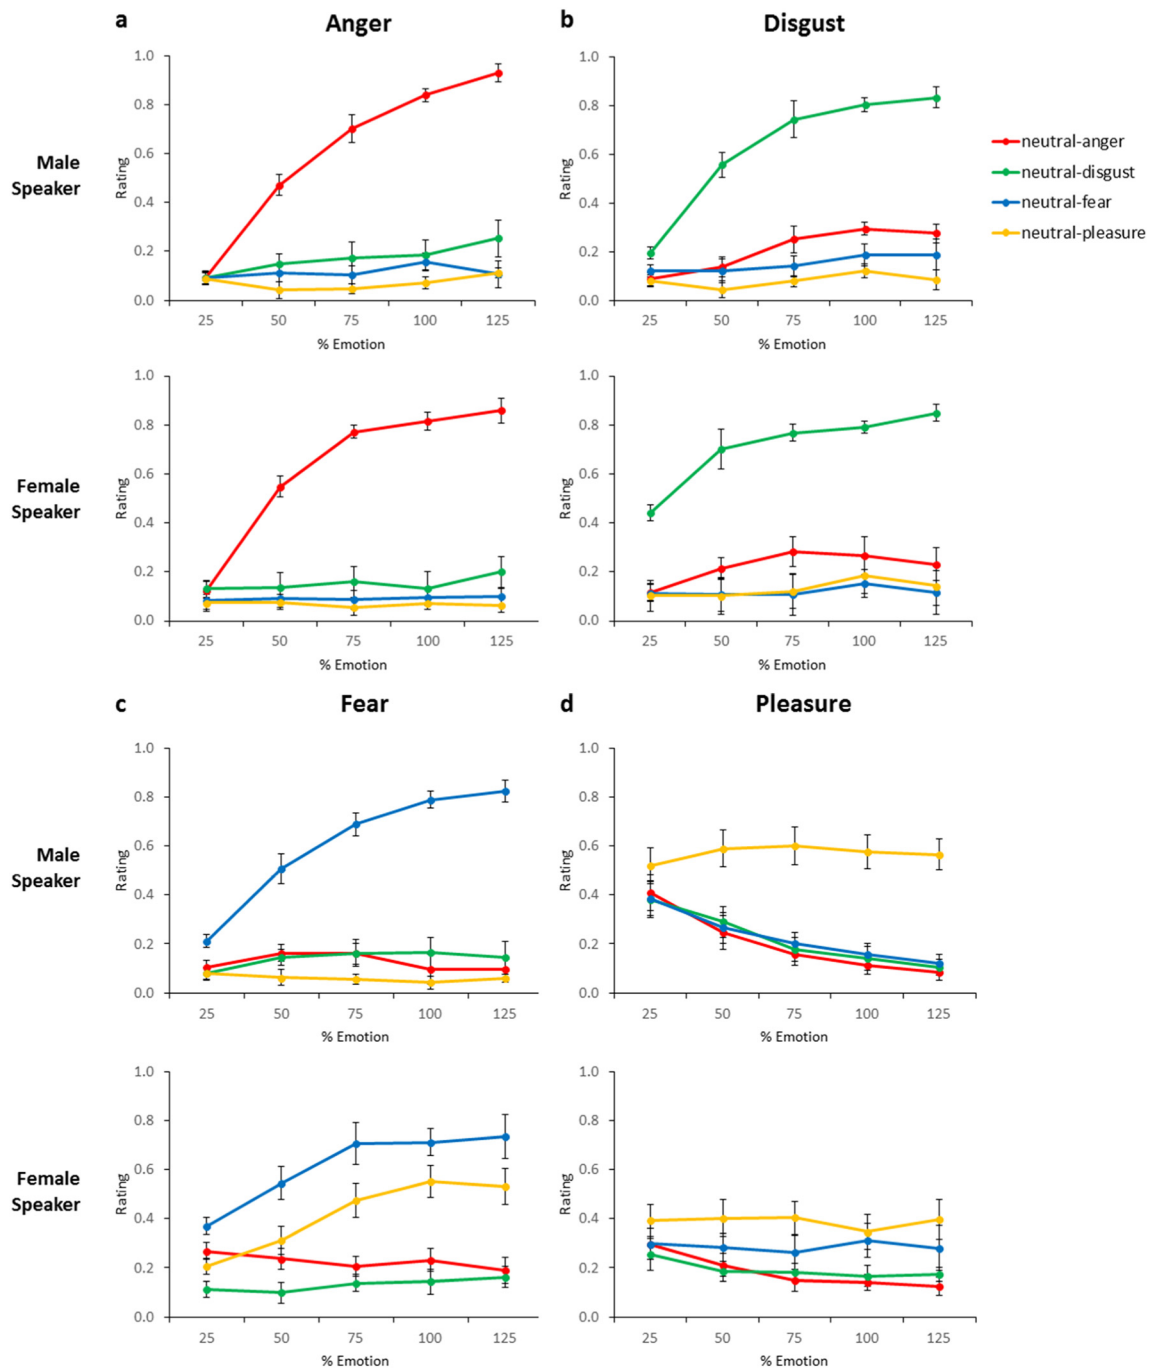 a Anger
b Disgust
Male
Speaker
Rating
1.0
0.8
0.6
0.4
0.2
0.0
25 50 75 100 125
% Emotion
Rating
1.0
0.8
0.6
0.4
0.2
0.0
25 50 75 100 125
% Emotion
neutral-anger
neutral-disgust
neutral-fear
neutral-pleasure
Female
Speaker
Rating
1.0
0.8
0.6
0.4
0.2
0.0
25 50 75 100 125
% Emotion
Rating
1.0
0.8
0.6
0.4
0.2
0.0
25 50 75 100 125
% Emotion
c Fear
d Pleasure
Male
Speaker
Rating
1.0
0.8
0.6
0.4
0.2
0.0
25 50 75 100 125
% Emotion
Rating
1.0
0.8
0.6
0.4
0.2
0.0
25 50 75 100 125
% Emotion
Female
Speaker
Rating
1.0
0.8
0.6
0.4
0.2
0.0
25 50 75 100 125
% Emotion
Rating
1.0
0.8
0.6
0.4
0.2
0.0
25 50 75 100 125
% Emotion